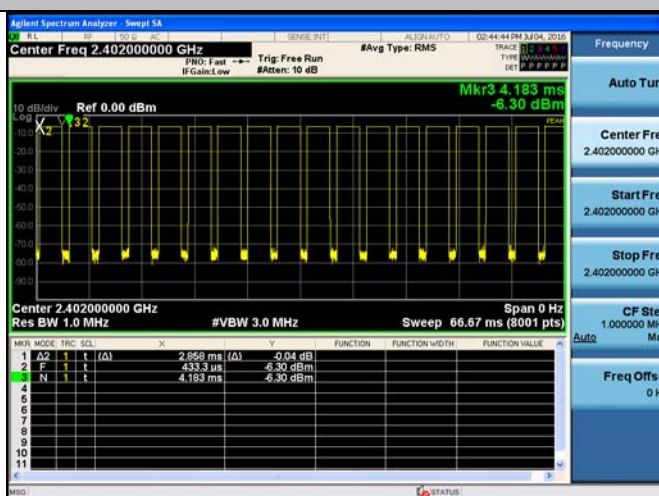 Agilent Spectrum Analyzer - Swept SA
RL RF 50 Ω AC SENSE:INT ALIGN AUTO 02:44:44 PM Jul 04, 2016
Center Freq 2.402000000 GHz #Avg Type: RMS TRACE 1 2 3 4 5 6
PNO: Fast Trig: Free Run TYPE WWWWWW
IFGain:Low #Atten: 10 dB DET P P P P P P
Frequency
Mkr3 4.183 ms
-6.30 dBm
10 dB/div Ref 0.00 dBm
Log
PEAK
X2 3 2
-10.0
-20.0
-30.0
-40.0
-50.0
-60.0
-70.0
-80.0
-90.0
Center 2.402000000 GHz Span 0 Hz
Res BW 1.0 MHz #VBW 3.0 MHz Sweep 66.67 ms (8001 pts)
MKR MODE TRC SCL X Y FUNCTION FUNCTION WIDTH FUNCTION VALUE
1 Δ2 1 t (Δ) 2.858 ms (Δ) -0.04 dB
2 F 1 t 433.3 µs -6.30 dBm
3 N 1 t 4.183 ms -6.30 dBm
4
5
6
7
8
9
10
11
MSG STATUS
Auto Tun
Center Fre
2.402000000 GH
Start Fre
2.402000000 GH
Stop Fre
2.402000000 GH
CF Ste
1.000000 MH
Auto Ma
Freq Offs
0 H